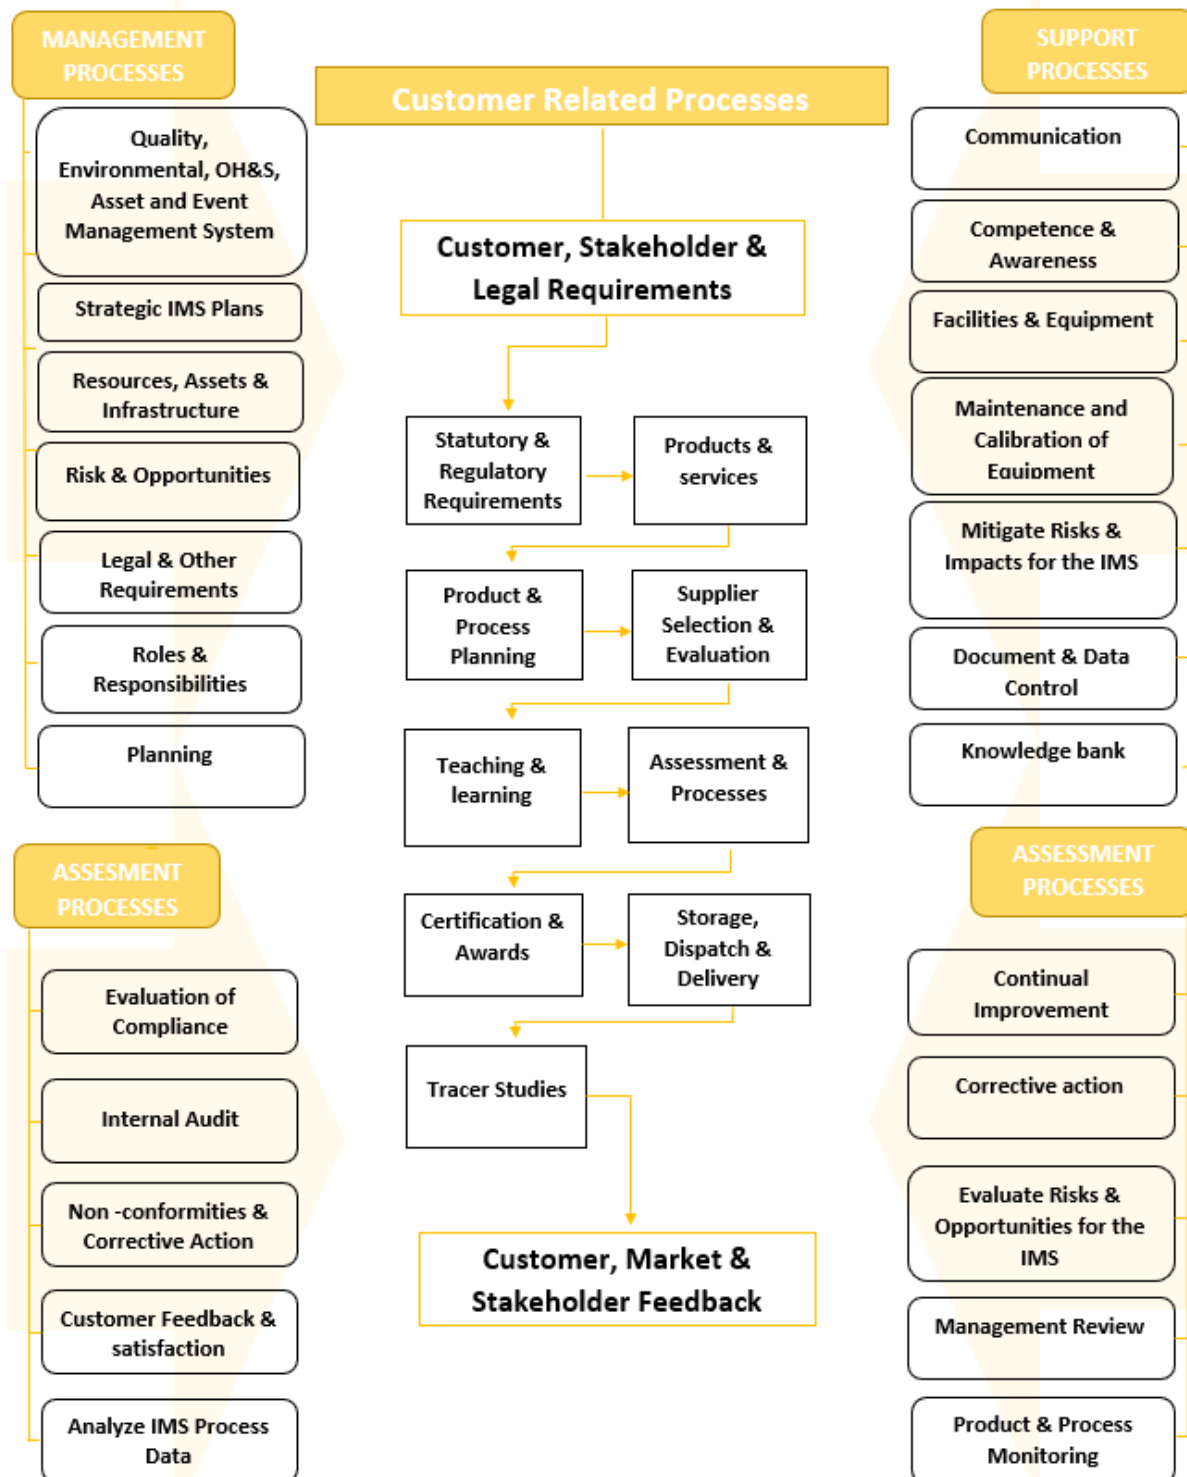 MANAGEMENT
PROCESSES
Quality,
Environmental, OH&S,
Asset and Event
Management System
Strategic IMS Plans
Resources, Assets &
Infrastructure
Risk & Opportunities
Legal & Other
Requirements
Roles &
Responsibilities
Planning
ASSESMENT
PROCESSES
Evaluation of
Compliance
Internal Audit
Non -conformities &
Corrective Action
Customer Feedback &
satisfaction
Analyze IMS Process
Data
Customer Related Processes
Customer, Stakeholder &
Legal Requirements
Statutory &
Regulatory
Requirements
Products &
services
Product &
Process
Planning
Supplier
Selection &
Evaluation
Teaching &
learning
Assessment &
Processes
Certification &
Awards
Storage,
Dispatch &
Delivery
Tracer Studies
Customer, Market &
Stakeholder Feedback
SUPPORT
PROCESSES
Communication
Competence &
Awareness
Facilities & Equipment
Maintenance and
Calibration of
Equipment
Mitigate Risks &
Impacts for the IMS
Document & Data
Control
Knowledge bank
ASSESSMENT
PROCESSES
Continual
Improvement
Corrective action
Evaluate Risks &
Opportunities for the
IMS
Management Review
Product & Process
Monitoring